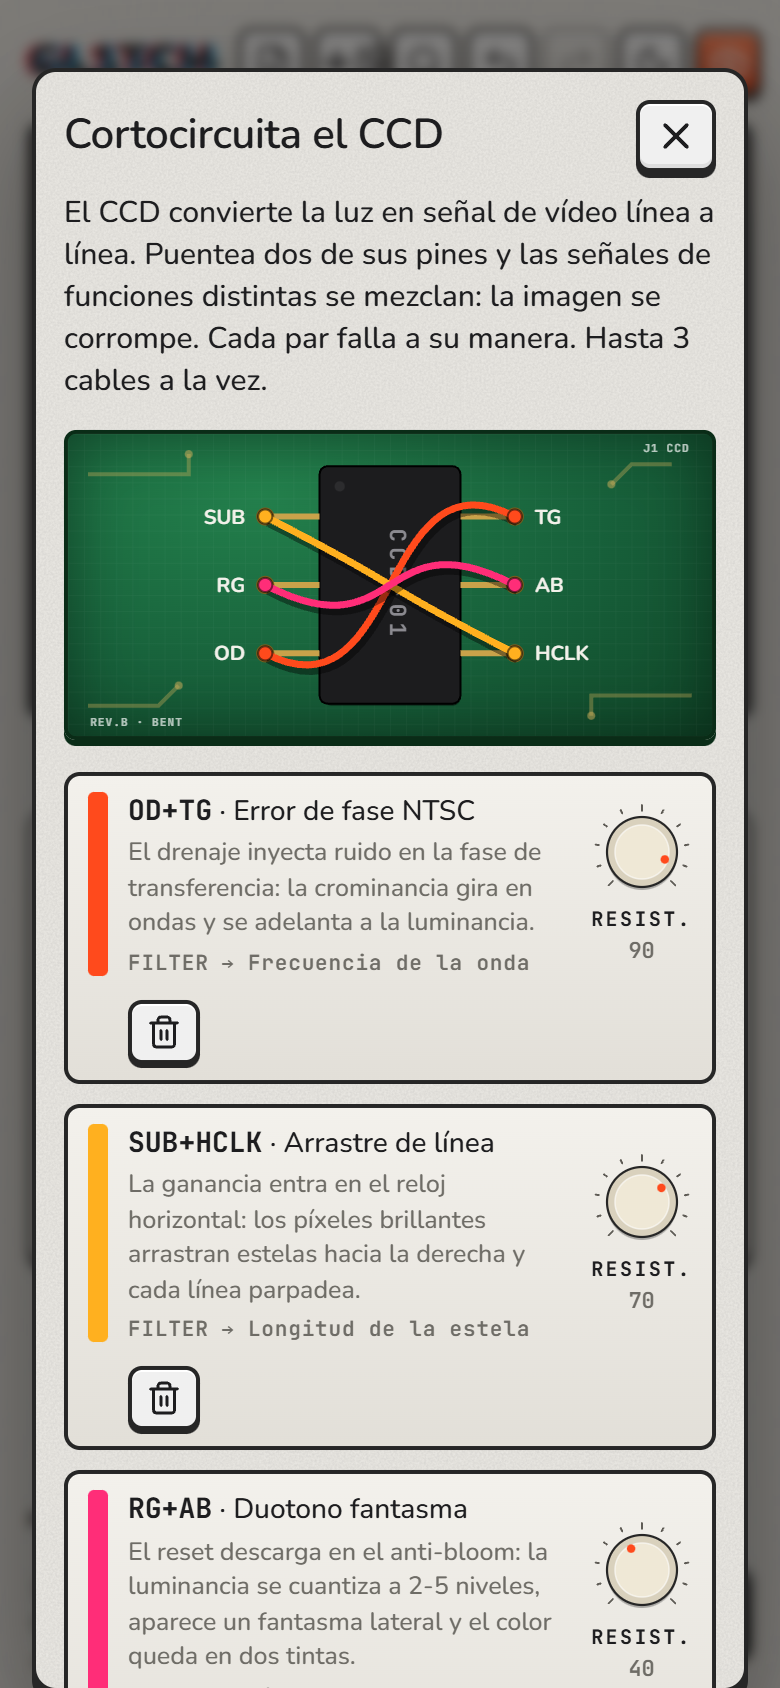 Cortocircuita el CCD
El CCD convierte la luz en señal de vídeo línea a
línea. Puentea dos de sus pines y las señales de
funciones distintas se mezclan: la imagen se
corrompe. Cada par falla a su manera. Hasta 3
cables a la vez.
J1 CCD
SUB
TG
RG
AB
OD
HCLK
REV.B · BENT
OD+TG · Error de fase NTSC
El drenaje inyecta ruido en la fase de
transferencia: la crominancia gira en
ondas y se adelanta a la luminancia.
FILTER → Frecuencia de la onda
RESIST.
90
SUB+HCLK · Arrastre de línea
La ganancia entra en el reloj
horizontal: los píxeles brillantes
arrastran estelas hacia la derecha y
cada línea parpadea.
FILTER → Longitud de la estela
RESIST.
70
RG+AB · Duotono fantasma
El reset descarga en el anti-bloom: la
luminancia se cuantiza a 2-5 niveles,
aparece un fantasma lateral y el color
queda en dos tintas.
RESIST.
40